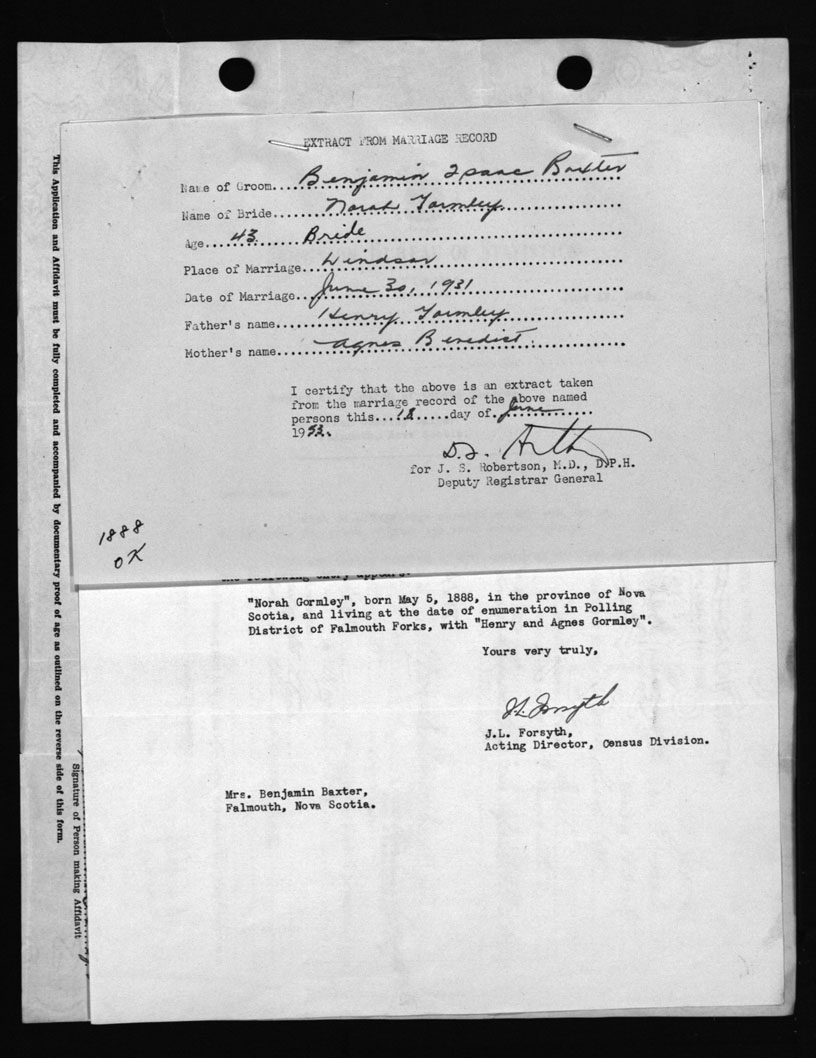 EXTRACT FROM MARRIAGE RECORD
Name of Groom....Benjamin Isaac Baxter
Name of Bride.......Norah Gormley
Age....43....... Bride
Place of Marriage...Windsor
Date of Marriage..June 30, 1931
Father's name......Henry Gormley
Mother's name......Agnes Benedict.
I certify that the above is an extract taken
from the marriage record of the above named
persons this...18.....day of..June
1953.
for J. S. Robertson, M.D., D.P.H.
Deputy Registrar General
1888
OK
the following entry appears:
"Norah Gormley", born May 5, 1888, in the province of Nova
Scotia, and living at the date of enumeration in Polling
District of Falmouth Forks, with "Henry and Agnes Gormley".
Yours very truly,
J.L. Forsyth
J.L. Forsyth,
Acting Director, Census Division.
Mrs. Benjamin Baxter,
Falmouth, Nova Scotia.
This Application and Affidavit must be fully completed and accompanied by documentary proof of age as outlined on the reverse side of this form.
Signature of Person making Affidavit